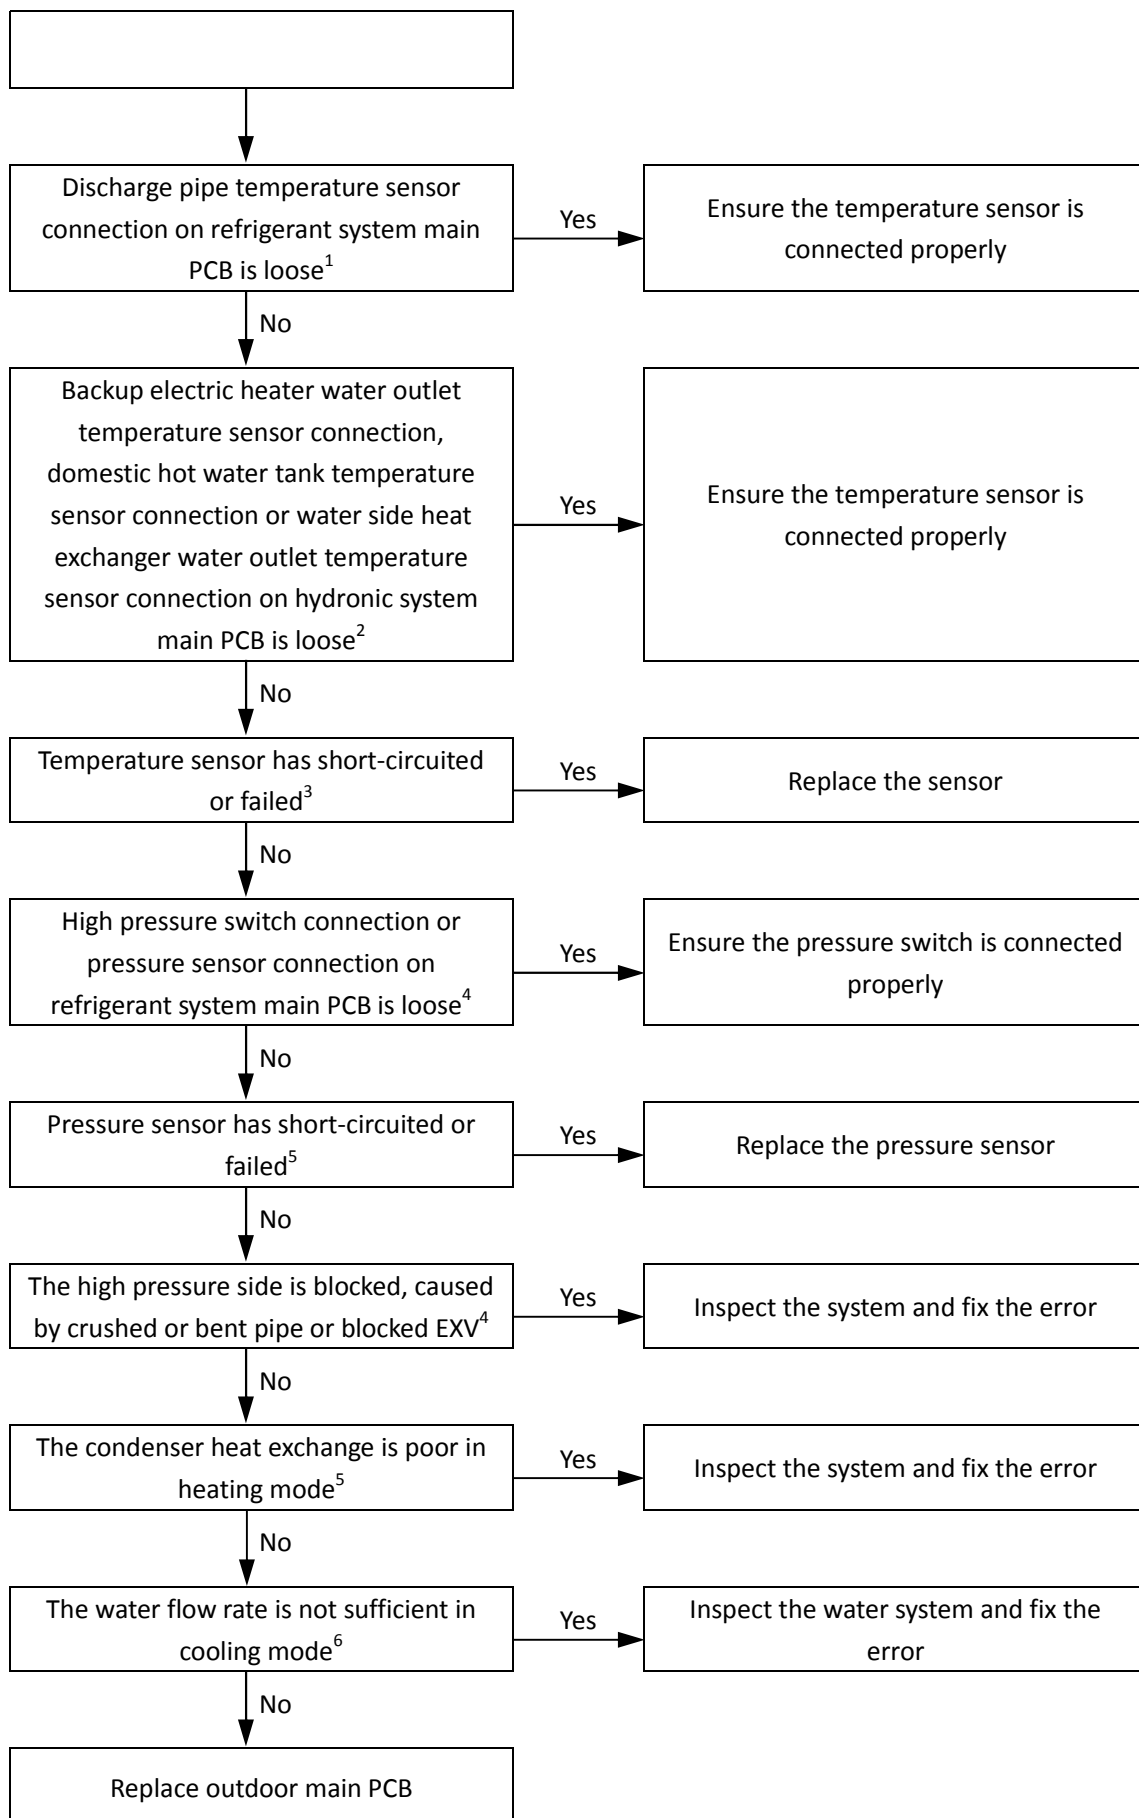 Discharge pipe temperature sensor
connection on refrigerant system main
PCB is loose1
Yes
Ensure the temperature sensor is
connected properly
No
Backup electric heater water outlet
temperature sensor connection,
domestic hot water tank temperature
sensor connection or water side heat
exchanger water outlet temperature
sensor connection on hydronic system
main PCB is loose2
Yes
Ensure the temperature sensor is
connected properly
No
Temperature sensor has short-circuited
or failed3
Yes
Replace the sensor
No
High pressure switch connection or
pressure sensor connection on
refrigerant system main PCB is loose4
Yes
Ensure the pressure switch is connected
properly
No
Pressure sensor has short-circuited or
failed5
Yes
Replace the pressure sensor
No
The high pressure side is blocked, caused
by crushed or bent pipe or blocked EXV4
Yes
Inspect the system and fix the error
No
The condenser heat exchange is poor in
heating mode5
Yes
Inspect the system and fix the error
No
The water flow rate is not sufficient in
cooling mode6
Yes
Inspect the water system and fix the
error
No
Replace outdoor main PCB